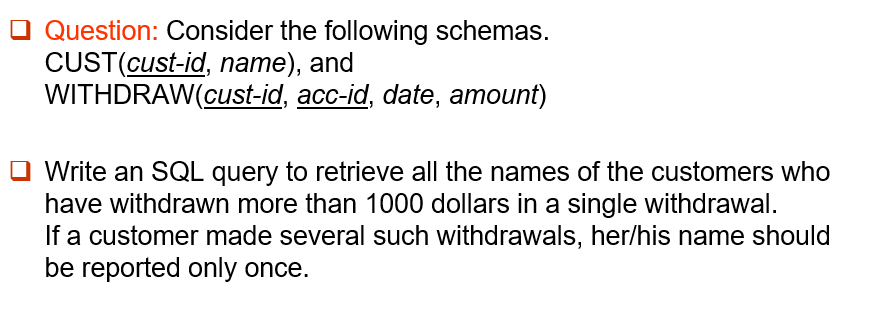 Question: Consider the following schemas.
CUST(cust-id, name), and
WITHDRAW(cust-id, acc-id, date, amount)
Write an SQL query to retrieve all the names of the customers who
have withdrawn more than 1000 dollars in a single withdrawal.
If a customer made several such withdrawals, her/his name should
be reported only once.